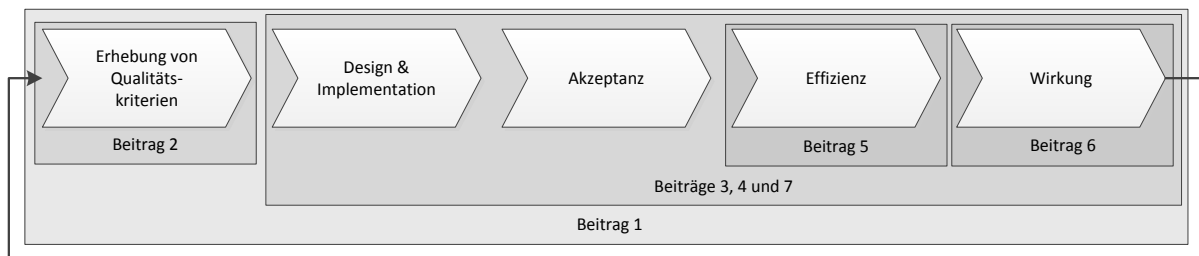 Erhebung von
Qualitäts-
kriterien
Design &
Implementation
Akzeptanz
Effizienz
Wirkung
Beitrag 2
Beitrag 5
Beitrag 6
Beiträge 3, 4 und 7
Beitrag 1